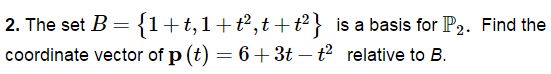 2. The set B = {1 + t, 1 + t², t + t²} is a basis for ℙ₂. Find the
coordinate vector of p (t) = 6 + 3t − t² relative to B.